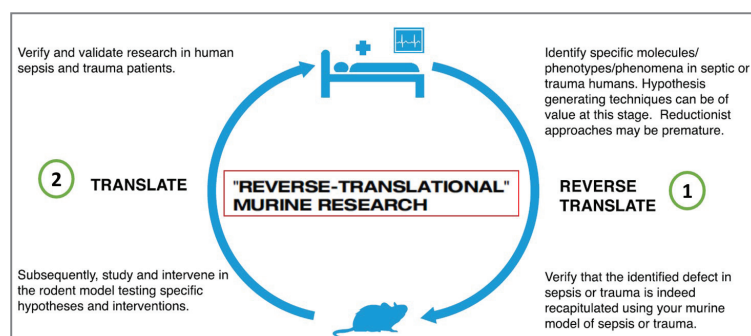 Verify and validate research in human
sepsis and trauma patients.
Identify specific molecules/
phenotypes/phenomena in septic or
trauma humans. Hypothesis
generating techniques can be of
value at this stage. Reductionist
approaches may be premature.
2 TRANSLATE
"REVERSE-TRANSLATIONAL"
MURINE RESEARCH
REVERSE
TRANSLATE 1
Subsequently, study and intervene in
the rodent model testing specific
hypotheses and interventions.
Verify that the identified defect in
sepsis or trauma is indeed
recapitulated using your murine
model of sepsis or trauma.